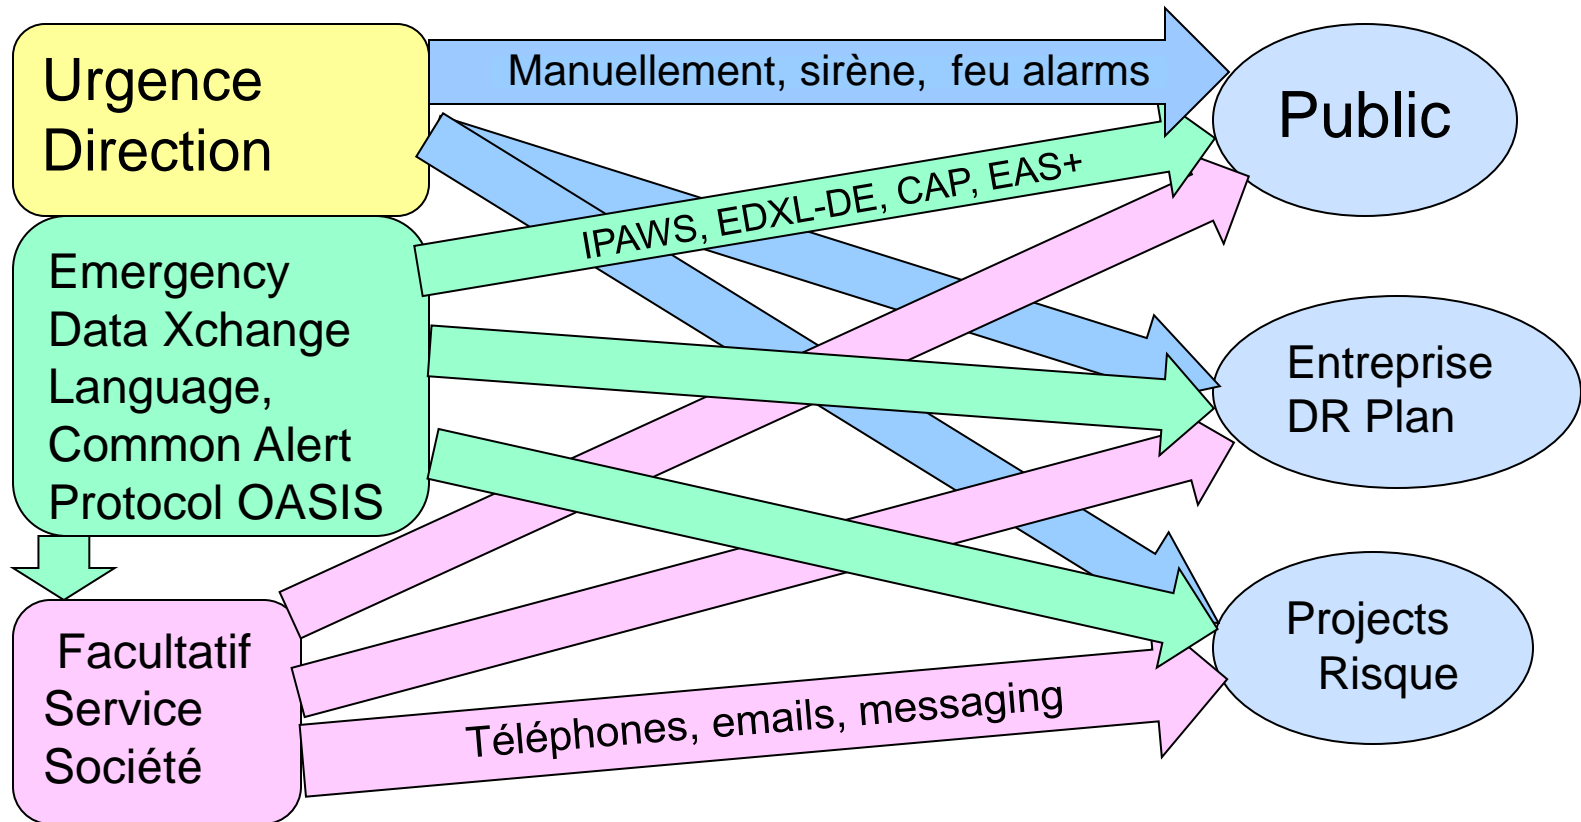 Urgence
Direction
Manuellement, sirène, feu alarms
Public
IPAWS, EDXL-DE, CAP, EAS+
Emergency
Data Xchange
Language,
Common Alert
Protocol OASIS
Entreprise
DR Plan
Facultatif
Service
Société
Téléphones, emails, messaging
Projects
Risque